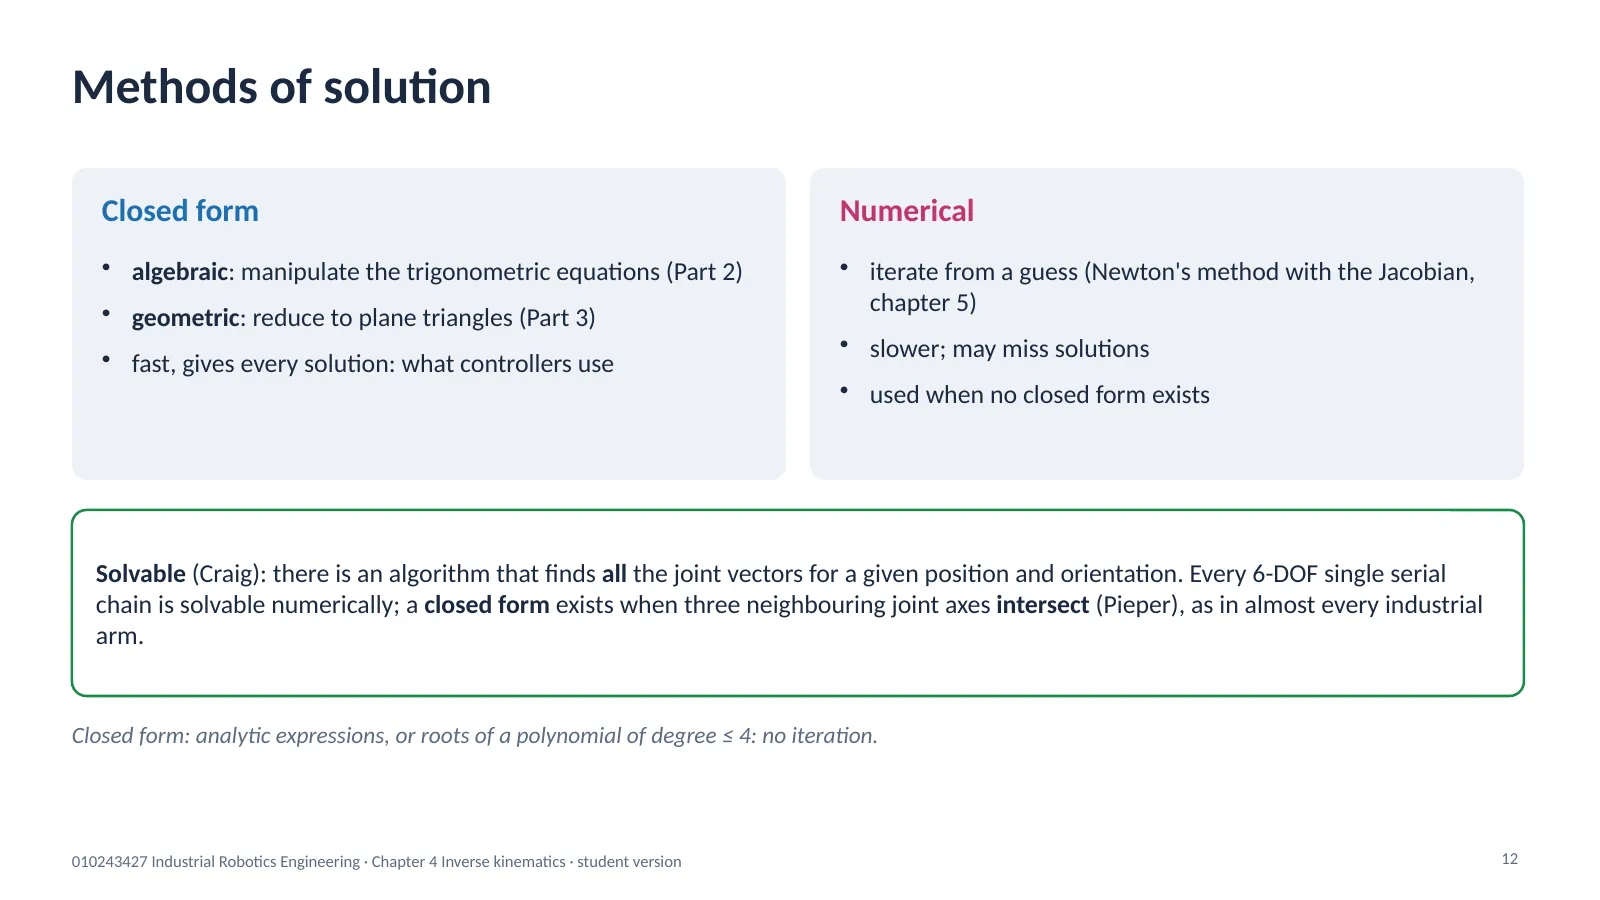 Methods of solution
Closed form
• algebraic: manipulate the trigonometric equations (Part 2)
• geometric: reduce to plane triangles (Part 3)
• fast, gives every solution: what controllers use
Numerical
• iterate from a guess (Newton's method with the Jacobian,
chapter 5)
• slower; may miss solutions
• used when no closed form exists
Solvable (Craig): there is an algorithm that finds all the joint vectors for a given position and orientation. Every 6-DOF single serial
chain is solvable numerically; a closed form exists when three neighbouring joint axes intersect (Pieper), as in almost every industrial
arm.
Closed form: analytic expressions, or roots of a polynomial of degree ≤ 4: no iteration.
010243427 Industrial Robotics Engineering · Chapter 4 Inverse kinematics · student version
12